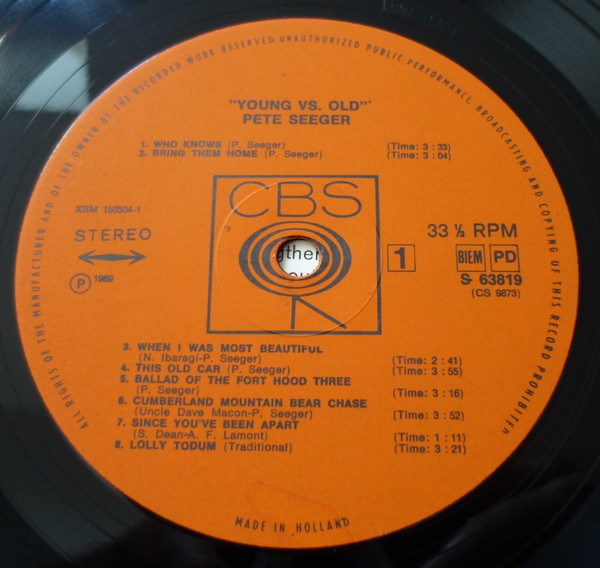 ALL RIGHTS OF THE MANUFACTURER AND OF THE OWNER OF THE RECORDED WORK RESERVED. UNAUTHORIZED PUBLIC PERFORMANCE, BROADCASTING AND COPYING OF THIS RECORD PROHIBITED
"YOUNG VS. OLD"
PETE SEEGER
1. WHO KNOWS (P. Seeger) (Time: 3 : 33)
2. BRING THEM HOME (P. Seeger) (Time: 3 : 04)
XSM 150304-1
STEREO
Ⓟ 1969
CBS
gther
1
33 ⅓ RPM
BIEM PD
S- 63819
(CS 9873)
3. WHEN I WAS MOST BEAUTIFUL
(N. Ibaragi-P. Seeger) (Time: 2 : 41)
4. THIS OLD CAR (P. Seeger) (Time: 3 : 55)
5. BALLAD OF THE FORT HOOD THREE
(P. Seeger) (Time: 3 : 16)
6. CUMBERLAND MOUNTAIN BEAR CHASE
(Uncle Dave Macon-P. Seeger) (Time: 3 : 52)
7. SINCE YOU'VE BEEN APART
(S. Dean-A. F. Lamont) (Time: 1 : 11)
8. LOLLY TODUM (Traditional) (Time: 3 : 21)
MADE IN HOLLAND